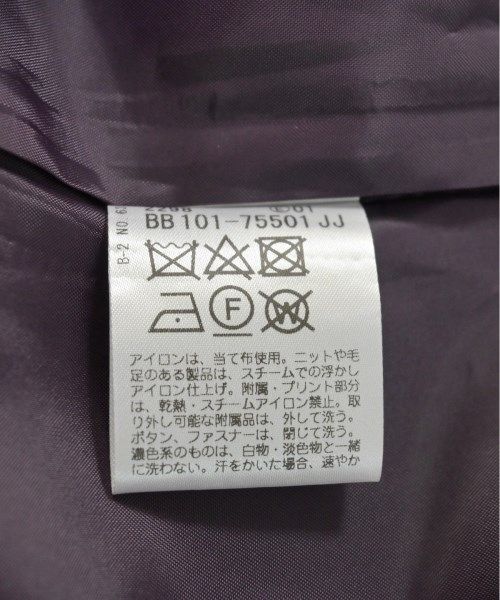 BB 101-75501 JJ
B-2 NO.
F
W
アイロンは、当て布使用。ニットや毛
足のある製品は、スチームでの浮かし
アイロン仕上げ。附属・プリント部分
は、乾熱・スチームアイロン禁止。取
り外し可能な附属品は、外して洗う。
ボタン、ファスナーは、閉じて洗う。
濃色系のものは、白物・淡色物と一緒
に洗わない。汗をかいた場合、速やか